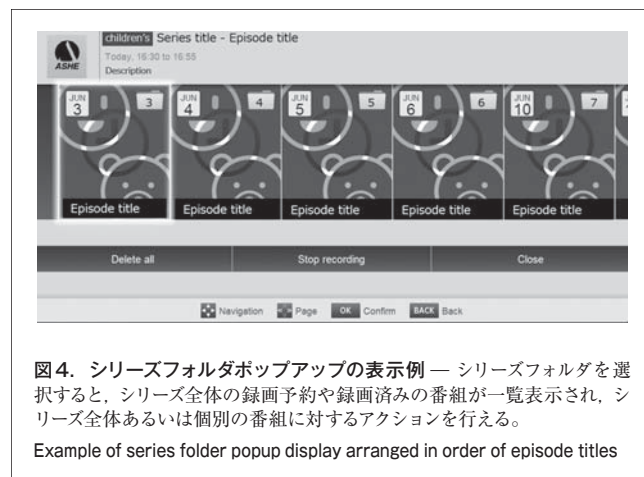 ASHE
children's Series title - Episode title
Today, 16:30 to 16:55
Description
JUN 3 3
JUN 4 4
JUN 5 5
JUN 6 6
JUN 10 7
Episode title
Episode title
Episode title
Episode title
Episode title
Delete all Stop recording Close
Navigation Page OK Confirm BACK Back
図4. シリーズフォルダポップアップの表示例 — シリーズフォルダを選
択すると，シリーズ全体の録画予約や録画済みの番組が一覧表示され，シ
リーズ全体あるいは個別の番組に対するアクションを行える。
Example of series folder popup display arranged in order of episode titles